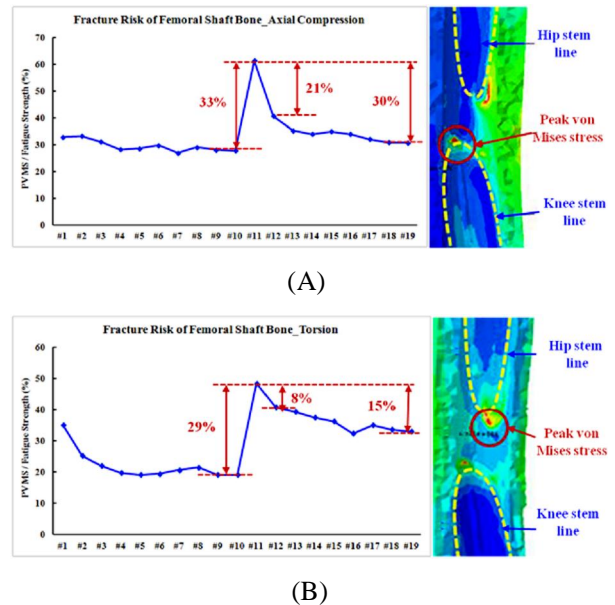 Fracture Risk of Femoral Shaft Bone_Axial Compression
PVMS / Fatigue Strength (%)
70
60
50
40
30
20
10
0
33%
21%
30%
#1 #2 #3 #4 #5 #6 #7 #8 #9 #10 #11 #12 #13 #14 #15 #16 #17 #18 #19
Hip stem
line
Peak von
Mises stress
Knee stem
line
(A)
Fracture Risk of Femoral Shaft Bone_Torsion
PVMS / Fatigue Strength (%)
60
50
40
30
20
10
0
29%
8%
15%
#1 #2 #3 #4 #5 #6 #7 #8 #9 #10 #11 #12 #13 #14 #15 #16 #17 #18 #19
Hip stem
line
Peak von
Mises stress
Knee stem
line
(B)